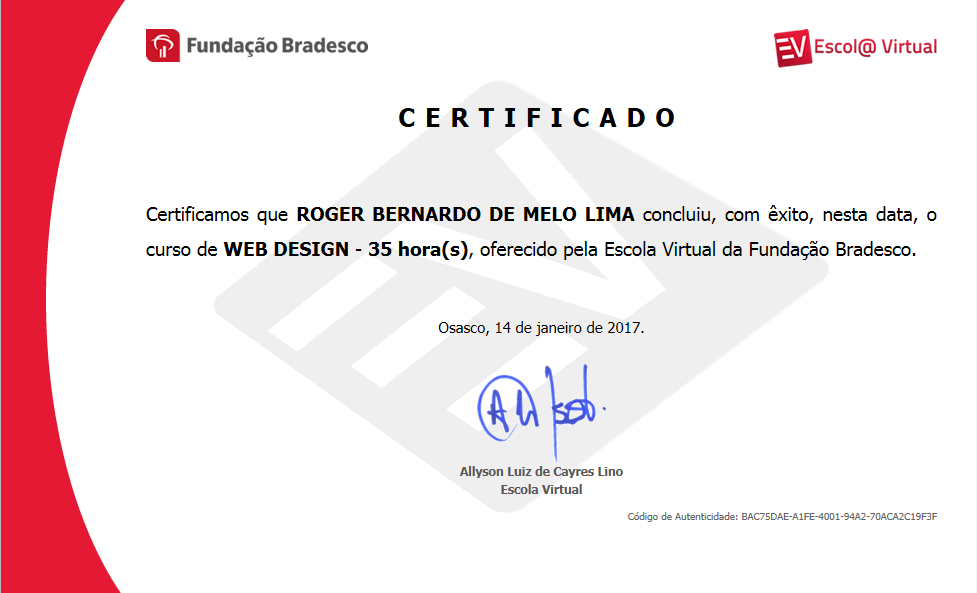 Fundação Bradesco
EV Escol@ Virtual
CERTIFICADO
Certificamos que ROGER BERNARDO DE MELO LIMA concluiu, com êxito, nesta data, o
curso de WEB DESIGN - 35 hora(s), oferecido pela Escola Virtual da Fundação Bradesco.
Osasco, 14 de janeiro de 2017.
Allyson Luiz de Cayres Lino
Escola Virtual
Código de Autenticidade: BAC75DAE-A1FE-4001-94A2-70ACA2C19F3F